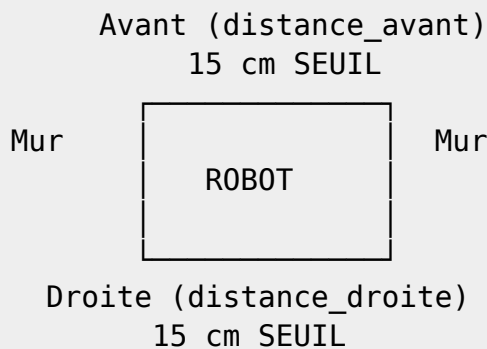 Avant (distance_avant)
15 cm SEUIL
Mur Mur
ROBOT
Droite (distance_droite)
15 cm SEUIL